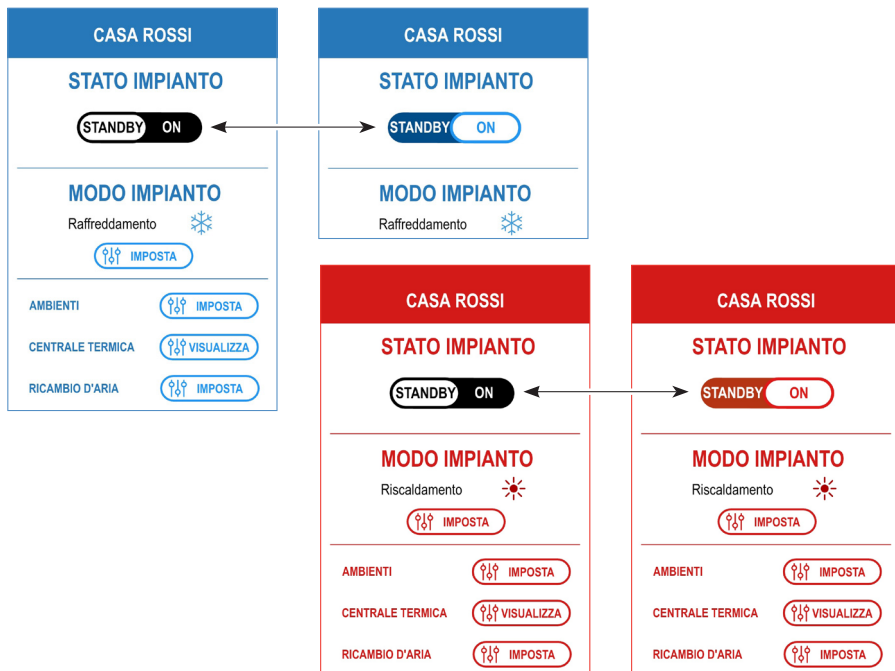 CASA ROSSI
STATO IMPIANTO
STANDBY ON
MODO IMPIANTO
Raffreddamento
IMPOSTA
AMBIENTI IMPOSTA
CENTRALE TERMICA VISUALIZZA
RICAMBIO D'ARIA IMPOSTA
CASA ROSSI
STATO IMPIANTO
STANDBY ON
MODO IMPIANTO
Raffreddamento
CASA ROSSI
STATO IMPIANTO
STANDBY ON
MODO IMPIANTO
Riscaldamento
IMPOSTA
AMBIENTI IMPOSTA
CENTRALE TERMICA VISUALIZZA
RICAMBIO D'ARIA IMPOSTA
CASA ROSSI
STATO IMPIANTO
STANDBY ON
MODO IMPIANTO
Riscaldamento
IMPOSTA
AMBIENTI IMPOSTA
CENTRALE TERMICA VISUALIZZA
RICAMBIO D'ARIA IMPOSTA